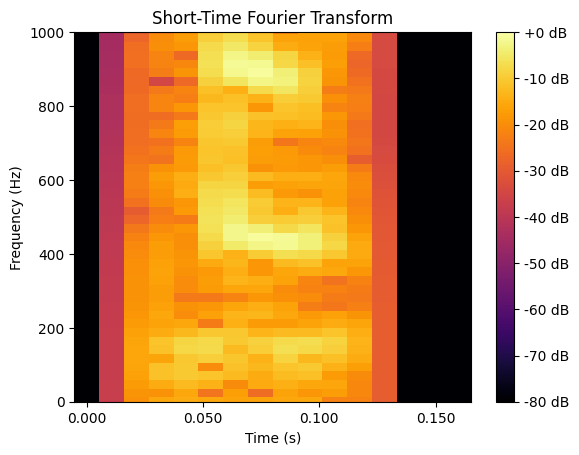 Short-Time Fourier Transform
Frequency (Hz)
1000
800
600
400
200
0
0.000 0.050 0.100 0.150
Time (s)
+0 dB
-10 dB
-20 dB
-30 dB
-40 dB
-50 dB
-60 dB
-70 dB
-80 dB